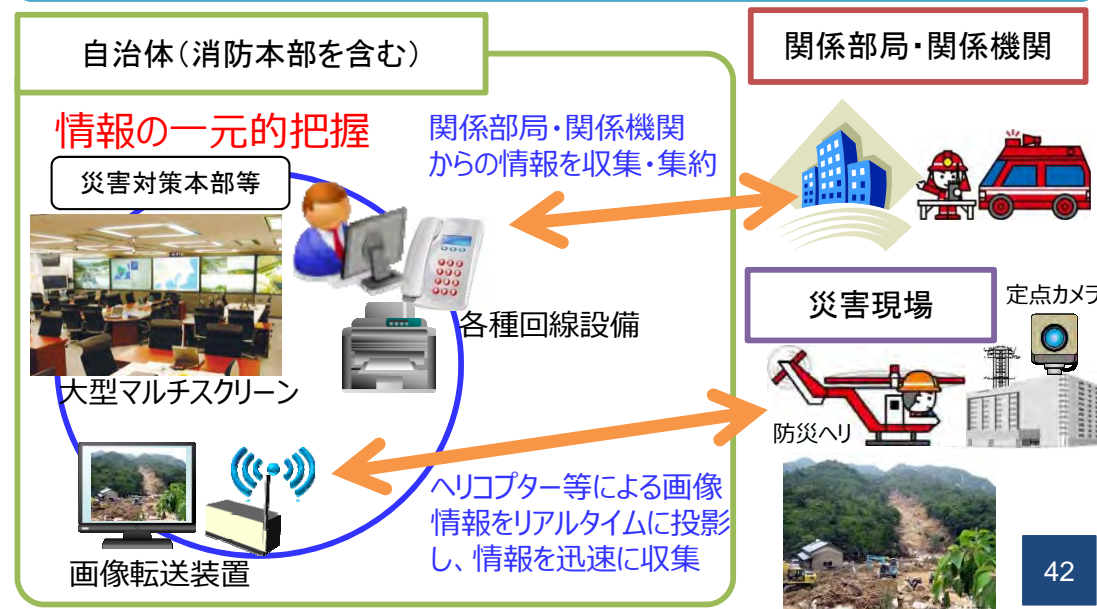 自治体（消防本部を含む）
情報の一元的把握
災害対策本部等
大型マルチスクリーン
各種回線設備
画像転送装置
関係部局・関係機関
からの情報を収集・集約
ヘリコプター等による画像
情報をリアルタイムに投影
し、情報を迅速に収集
関係部局・関係機関
災害現場
定点カメラ
防災ヘリ
42